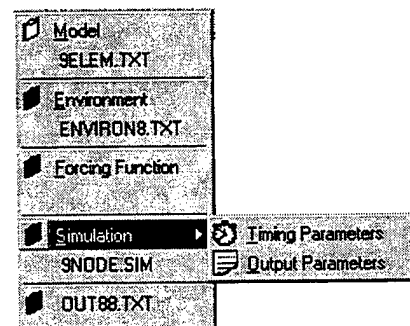 Model
9ELEM.TXT
Environment
ENVIRON8.TXT
Forcing Function
Simulation
Timing Parameters
9NODE.SIM
Output Parameters
OUT88.TXT